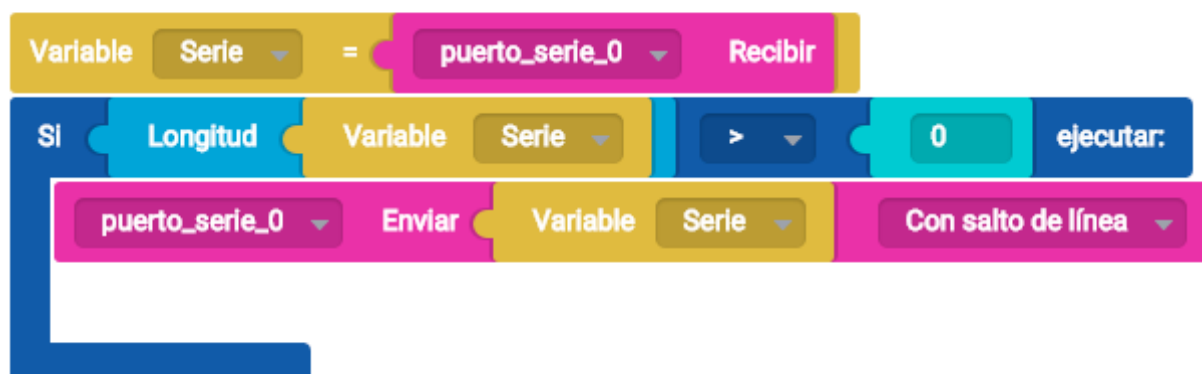 Variable Serie = puerto_serie_0 Recibir
Si Longitud Variable Serie > 0 ejecutar:
puerto_serie_0 Enviar Variable Serie Con salto de línea